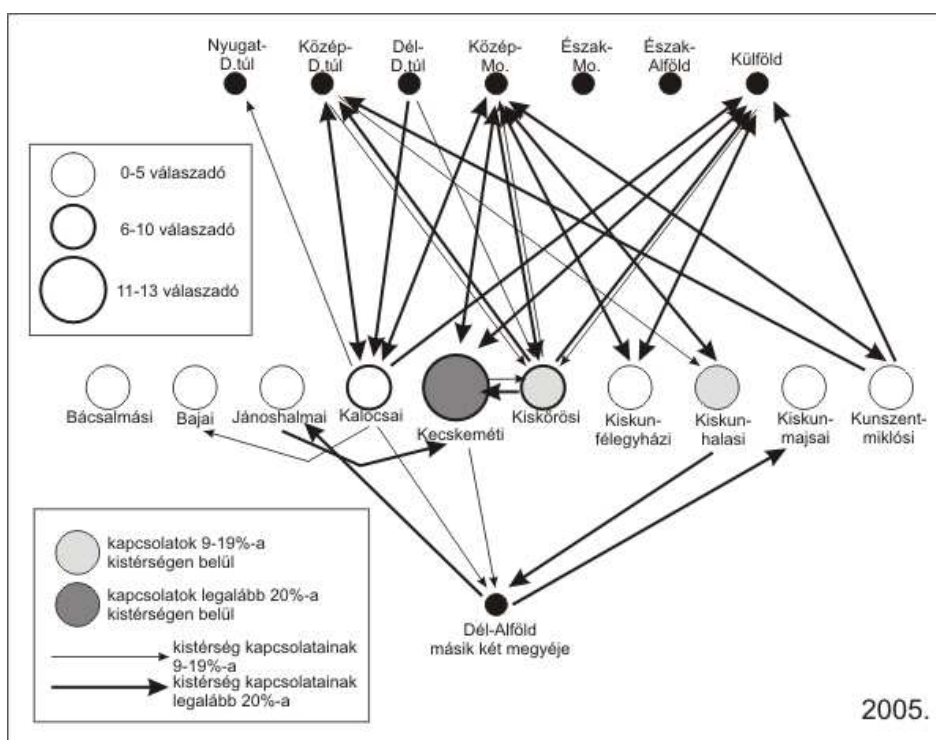 Nyugat-
D.túl
Közép-
D.túl
Dél-
D.túl
Közép-
Mo.
Észak-
Mo.
Észak-
Alföld
Külföld
0-5 válaszadó
6-10 válaszadó
11-13 válaszadó
Bácsalmási
Bajai
Jánoshalmai
Kalocsai
Kecskeméti
Kiskőrösi
Kiskun-
félegyházi
Kiskun-
halasi
Kiskun-
majsai
Kunszent-
miklósi
kapcsolatok 9-19%-a
kistérségen belül
kapcsolatok legalább 20%-a
kistérségen belül
kistérség kapcsolatainak
9-19%-a
kistérség kapcsolatainak
legalább 20%-a
Dél-Alföld
másik két megyéje
2005.